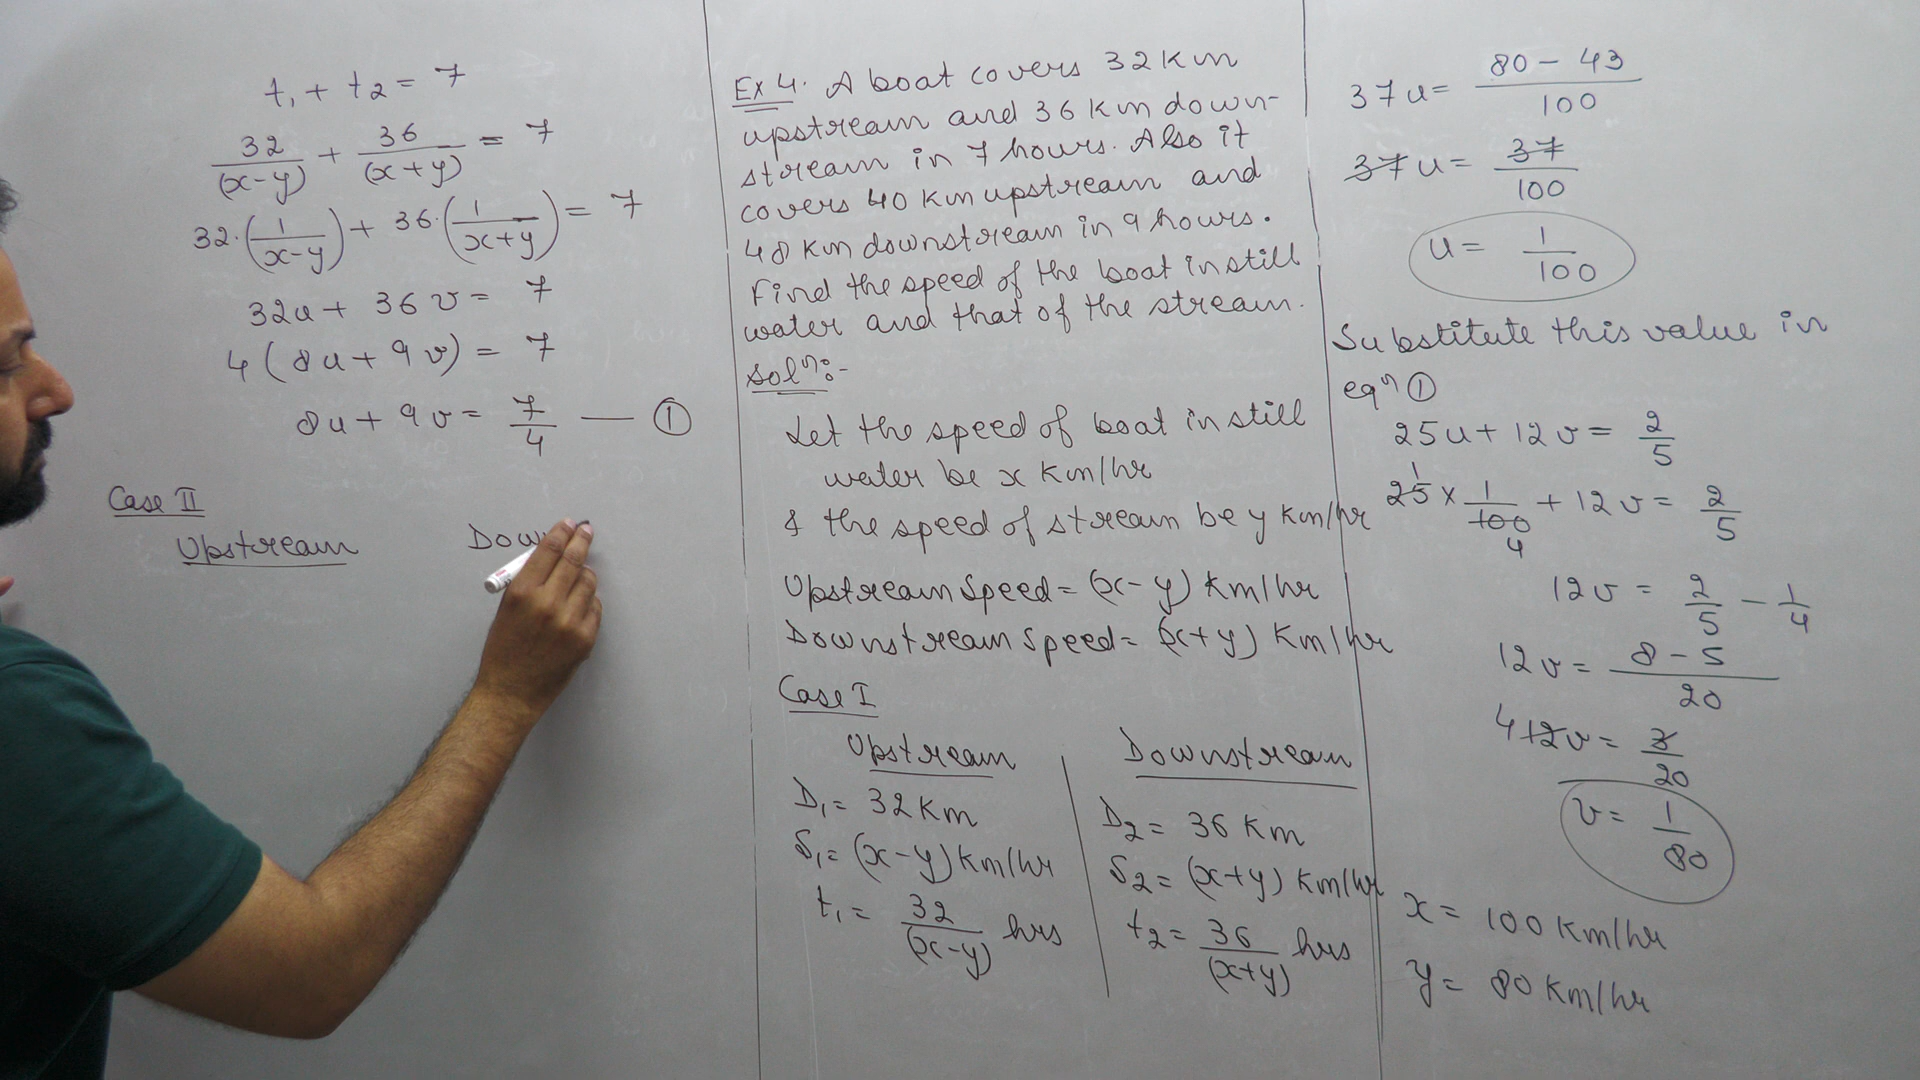 t₁ + t₂ = 7
32/(x-y) + 36/(x+y) = 7
32·(1/x-y) + 36·(1/x+y) = 7
32u + 36v = 7
4(8u + 9v) = 7
8u + 9v = 7/4 — ①
Case II
Upstream Dow
Ex 4. A boat covers 32 Km
upstream and 36 Km down-
stream in 7 hours. Also it
covers 40 Km upstream and
48 Km downstream in 9 hours.
Find the speed of the boat in still
water and that of the stream.
Solⁿ:-
Let the speed of boat in still
water be x Km/hr
& the speed of stream be y Km/hr
Upstream Speed = (x-y) Km/hr
Downstream Speed = (x+y) Km/hr
Case I
Upstream
D₁ = 32 Km
S₁ = (x-y) Km/hr
t₁ = 32/(x-y) hrs
Downstream
D₂ = 36 Km
S₂ = (x+y) Km/hr
t₂ = 36/(x+y) hrs
37u = 80-43/100
37u = 37/100
u = 1/100
Substitute this value in
eqⁿ ①
25u + 12v = 2/5
1
25 × 1/100 + 12v = 2/5
4
12v = 2/5 - 1/4
12v = 8-5/20
4 12v = 3/20
v = 1/80
x = 100 Km/hr
y = 80 Km/hr